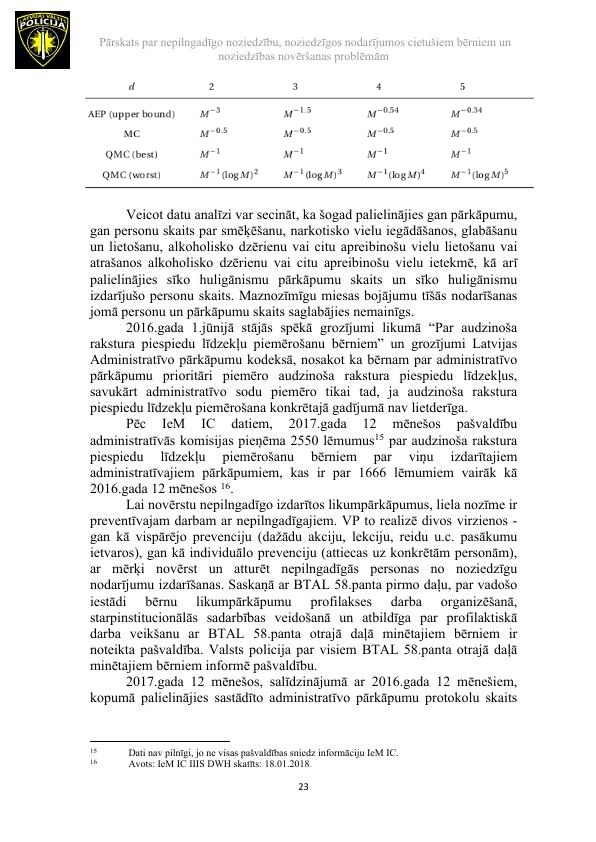 LATVIJAS VALSTS
POLICIJA
Pārskats par nepilngadīgo noziedzību, noziedzīgos nodarījumos cietušiem bērniem un
noziedzības novēršanas problēmām
d 2 3 4 5
AEP (upper bound) M⁻³ M⁻¹·⁵ M⁻⁰·⁵⁴ M⁻⁰·³⁴
MC M⁻⁰·⁵ M⁻⁰·⁵ M⁻⁰·⁵ M⁻⁰·⁵
QMC (best) M⁻¹ M⁻¹ M⁻¹ M⁻¹
QMC (worst) M⁻¹(log M)² M⁻¹(log M)³ M⁻¹(log M)⁴ M⁻¹(log M)⁵
Veicot datu analīzi var secināt, ka šogad palielinājies gan pārkāpumu,
gan personu skaits par smēķēšanu, narkotisko vielu iegādāšanos, glabāšanu
un lietošanu, alkoholisko dzērienu vai citu apreibinošu vielu lietošanu vai
atrašanos alkoholisko dzērienu vai citu apreibinošu vielu ietekmē, kā arī
palielinājies sīko huligānismu pārkāpumu skaits un sīko huligānismu
izdarījušo personu skaits. Maznozīmīgu miesas bojājumu tīšās nodarīšanas
jomā personu un pārkāpumu skaits saglabājies nemainīgs.
2016.gada 1.jūnijā stājās spēkā grozījumi likumā “Par audzinoša
rakstura piespiedu līdzekļu piemērošanu bērniem” un grozījumi Latvijas
Administratīvo pārkāpumu kodeksā, nosakot ka bērnam par administratīvo
pārkāpumu prioritāri piemēro audzinoša rakstura piespiedu līdzekļus,
savukārt administratīvo sodu piemēro tikai tad, ja audzinoša rakstura
piespiedu līdzekļu piemērošana konkrētajā gadījumā nav lietderīga.
Pēc IeM IC datiem, 2017.gada 12 mēnešos pašvaldību
administratīvās komisijas pieņēma 2550 lēmumus¹⁵ par audzinoša rakstura
piespiedu līdzekļu piemērošanu bērniem par viņu izdarītajiem
administratīvajiem pārkāpumiem, kas ir par 1666 lēmumiem vairāk kā
2016.gada 12 mēnešos ¹⁶.
Lai novērstu nepilngadīgo izdarītos likumpārkāpumus, liela nozīme ir
preventīvajam darbam ar nepilngadīgajiem. VP to realizē divos virzienos -
gan kā vispārējo prevenciju (dažādu akciju, lekciju, reidu u.c. pasākumu
ietvaros), gan kā individuālo prevenciju (attiecas uz konkrētām personām),
ar mērķi novērst un atturēt nepilngadīgās personas no noziedzīgu
nodarījumu izdarīšanas. Saskaņā ar BTAL 58.panta pirmo daļu, par vadošo
iestādi bērnu likumpārkāpumu profilakses darba organizēšanā,
starpinstitucionālās sadarbības veidošanā un atbildīga par profilaktiskā
darba veikšanu ar BTAL 58.panta otrajā daļā minētajiem bērniem ir
noteikta pašvaldība. Valsts policija par visiem BTAL 58.panta otrajā daļā
minētajiem bērniem informē pašvaldību.
2017.gada 12 mēnešos, salīdzinājumā ar 2016.gada 12 mēnešiem,
kopumā palielinājies sastādīto administratīvo pārkāpumu protokolu skaits
15 Dati nav pilnīgi, jo ne visas pašvaldības sniedz informāciju IeM IC.
16 Avots: IeM IC IIIS DWH skatīts: 18.01.2018.
23